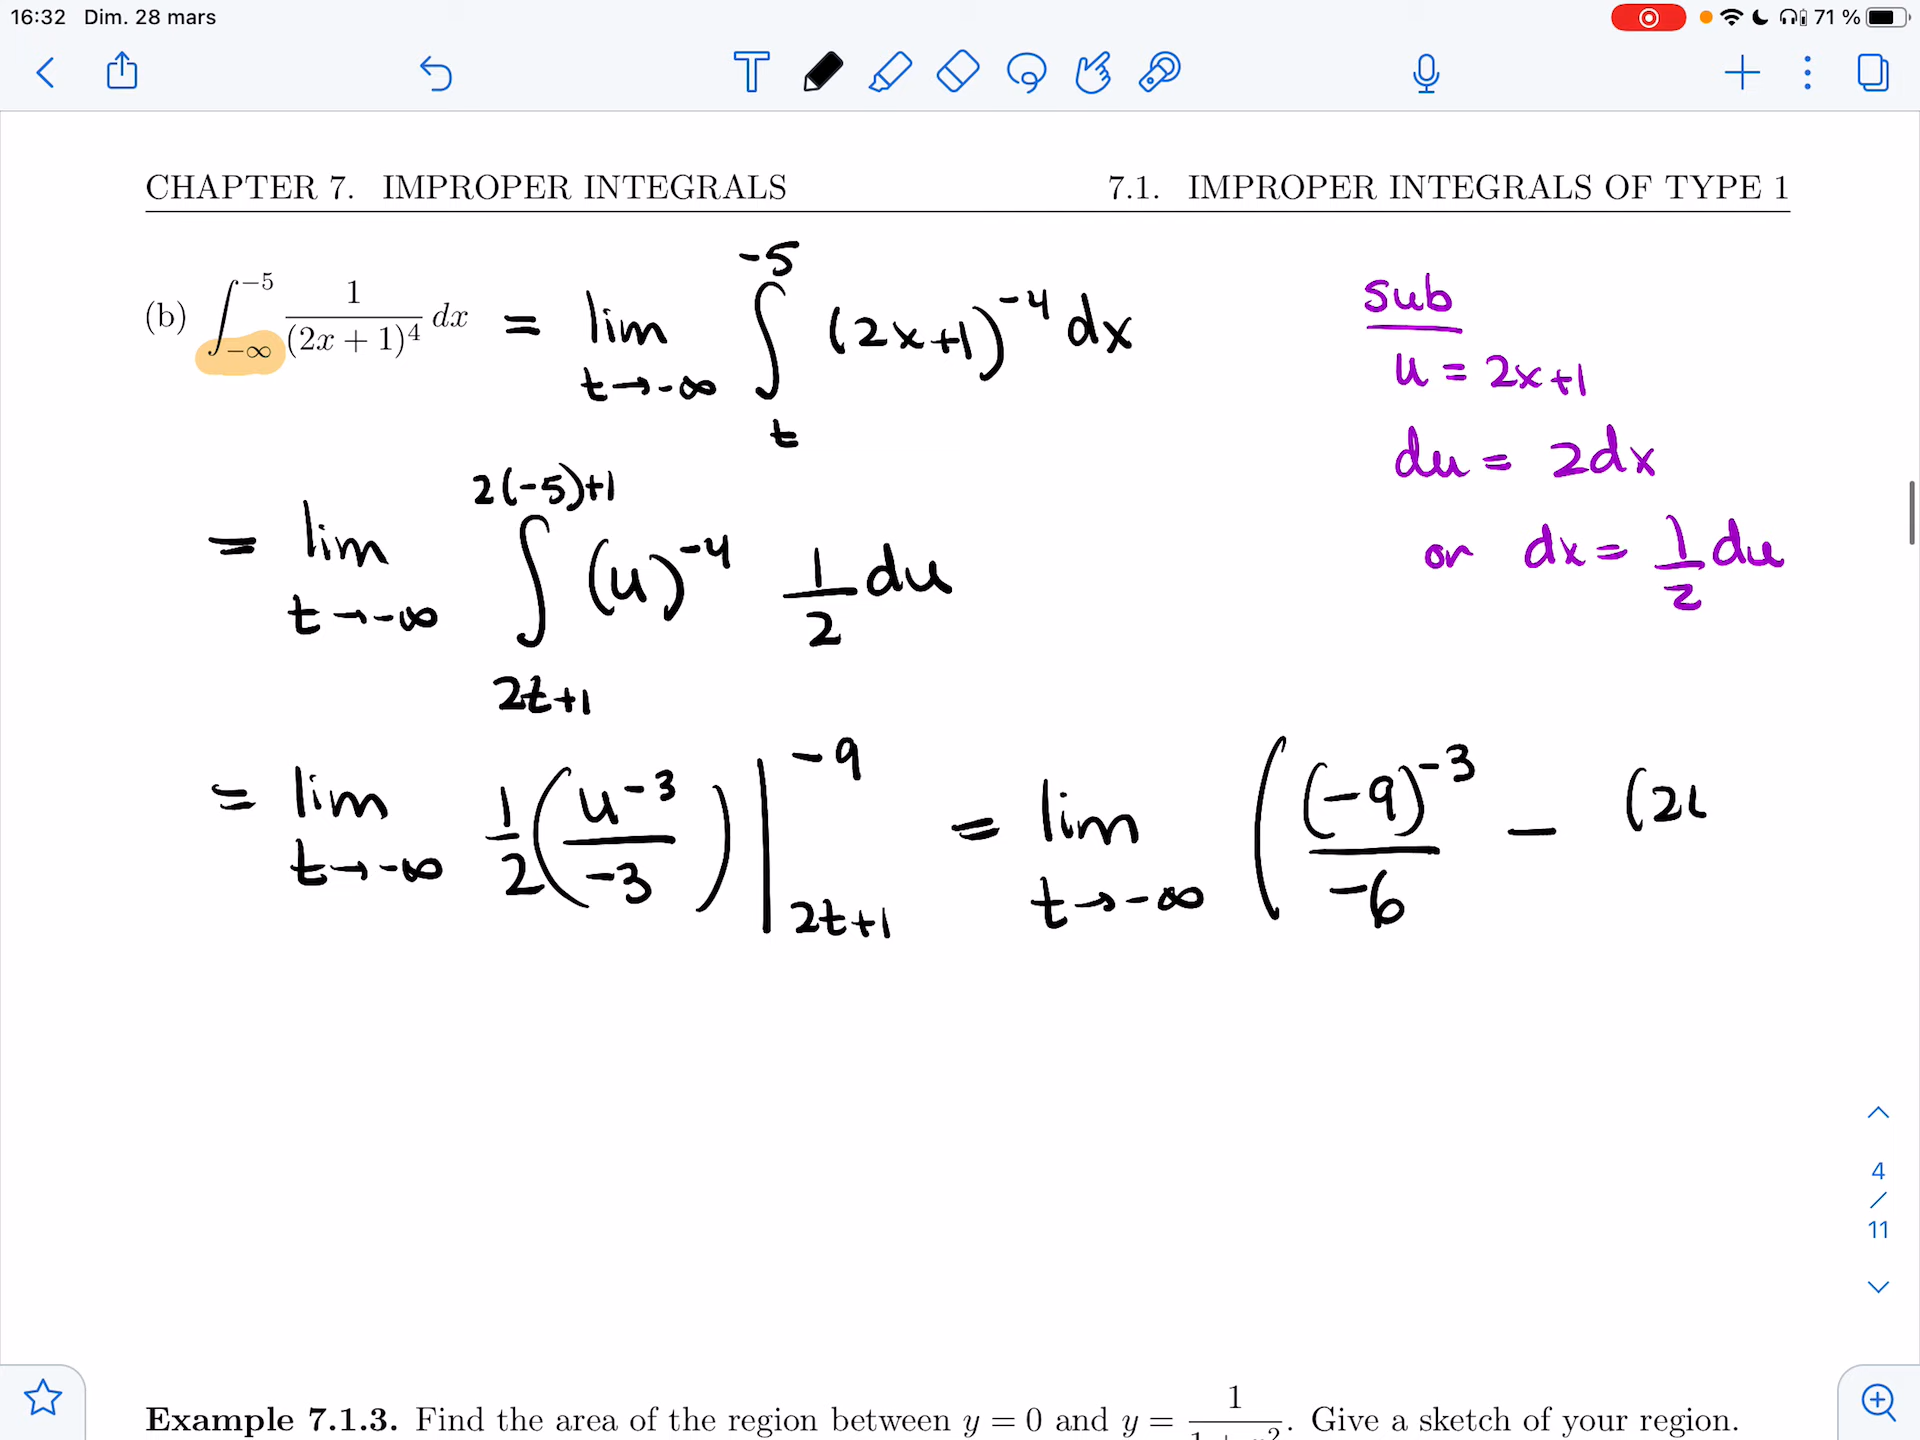 16:32 Dim. 28 mars 71 %
CHAPTER 7. IMPROPER INTEGRALS 7.1. IMPROPER INTEGRALS OF TYPE 1
(b) ∫_{-∞}^{-5} 1/(2x + 1)^4 dx = lim_{t→-∞} ∫_{t}^{-5} (2x+1)^{-4} dx
sub
u = 2x+1
du = 2dx
or dx = 1/2 du
= lim_{t→-∞} ∫_{2t+1}^{2(-5)+1} (u)^{-4} 1/2 du
= lim_{t→-∞} 1/2 (u^{-3}/-3) |_{2t+1}^{-9} = lim_{t→-∞} ( (-9)^{-3}/-6 - (2
4
/
11
Example 7.1.3. Find the area of the region between y = 0 and y = 1/(1 + x^2). Give a sketch of your region.